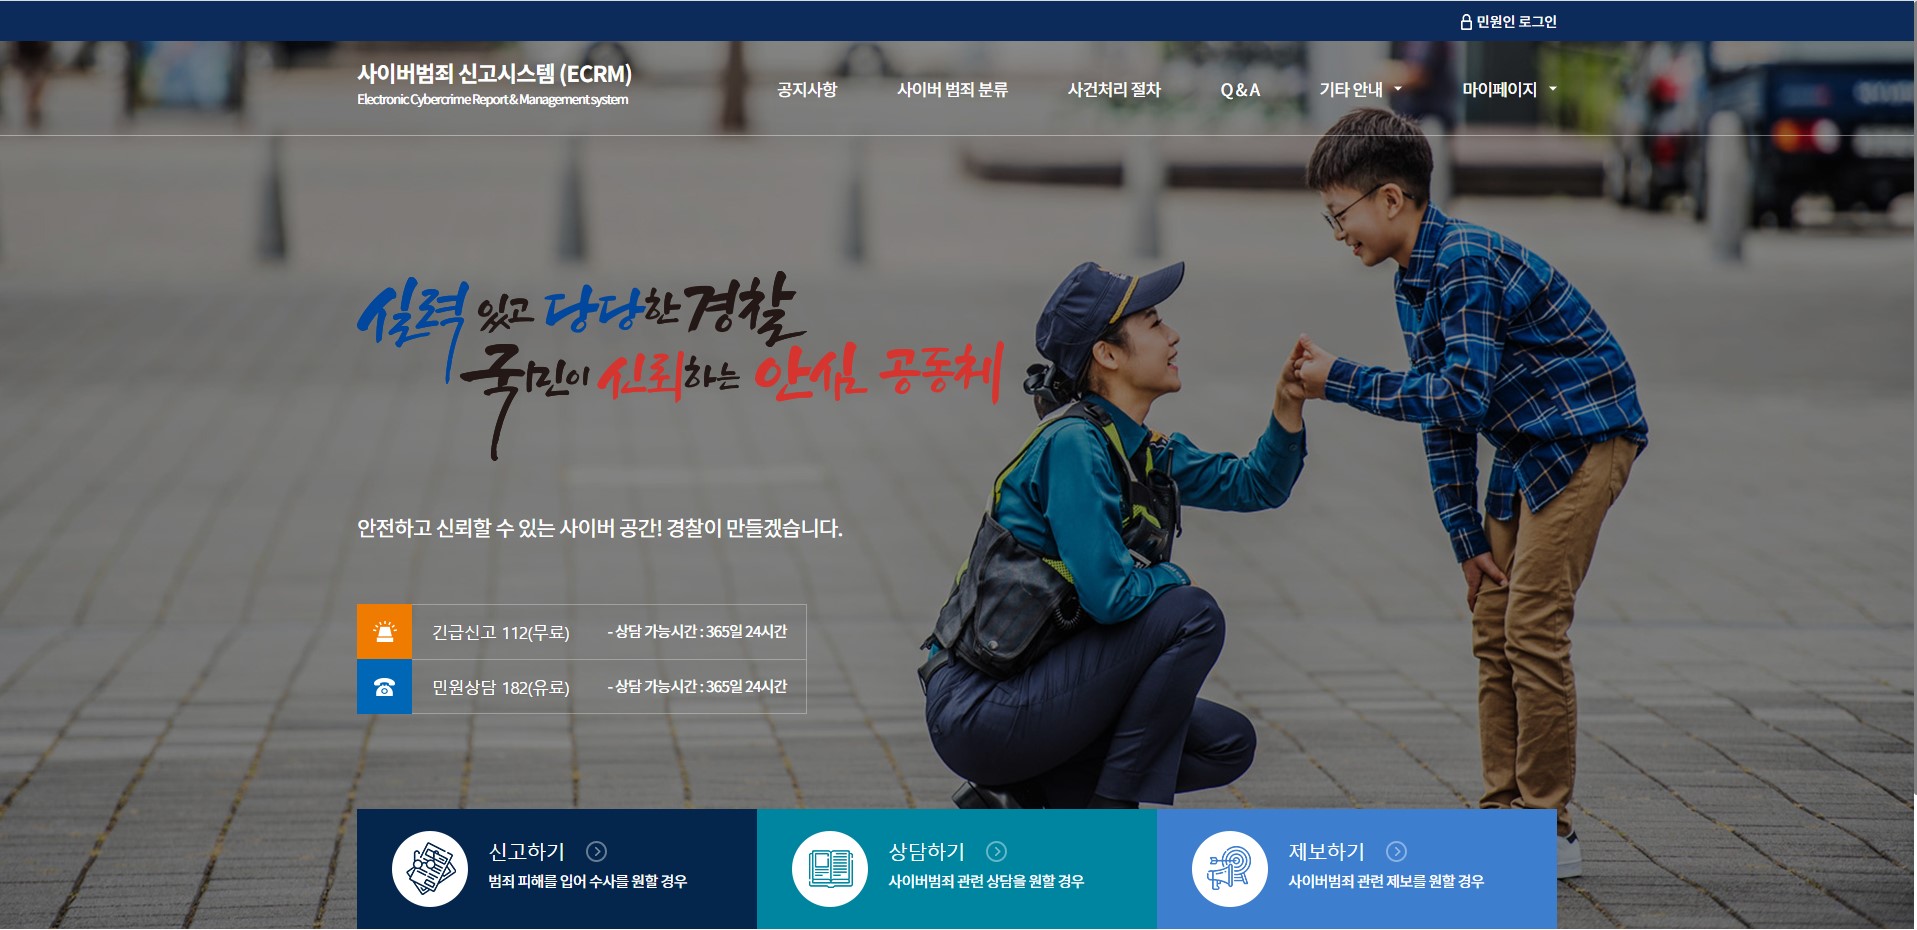 민원인 로그인
사이버범죄 신고시스템 (ECRM)
Electronic Cybercrime Report & Management system
공지사항 사이버 범죄 분류 사건처리 절차 Q & A 기타 안내 마이페이지
실력 있고 당당한 경찰
국민이 신뢰하는 안심 공동체
안전하고 신뢰할 수 있는 사이버 공간! 경찰이 만들겠습니다.
긴급신고 112(무료) - 상담 가능시간 : 365일 24시간
민원상담 182(유료) - 상담 가능시간 : 365일 24시간
신고하기
범죄 피해를 입어 수사를 원할 경우
상담하기
사이버범죄 관련 상담을 원할 경우
제보하기
사이버범죄 관련 제보를 원할 경우